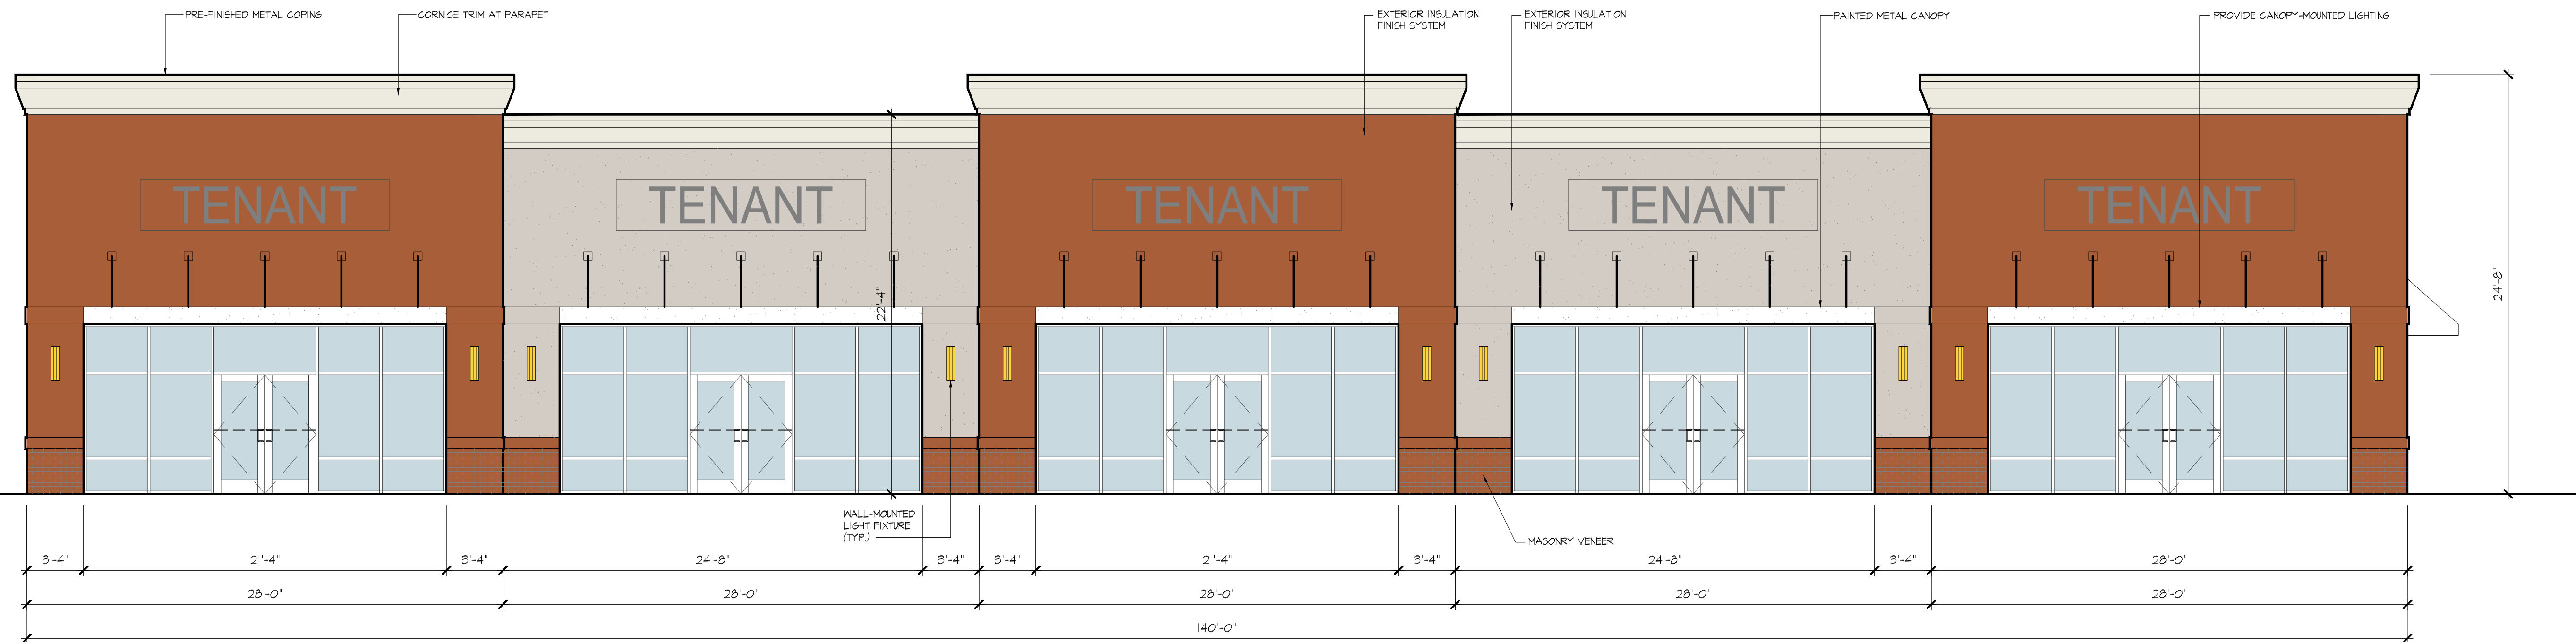 PRE-FINISHED METAL COPING
CORNICE TRIM AT PARAPET
EXTERIOR INSULATION
FINISH SYSTEM
EXTERIOR INSULATION
FINISH SYSTEM
PAINTED METAL CANOPY
PROVIDE CANOPY-MOUNTED LIGHTING
TENANT
TENANT
TENANT
TENANT
TENANT
22'-4"
24'-8"
WALL-MOUNTED
LIGHT FIXTURE
(TYP.)
MASONRY VENEER
3'-4"
21'-4"
3'-4"
24'-8"
3'-4"
3'-4"
21'-4"
3'-4"
24'-8"
3'-4"
28'-0"
28'-0"
28'-0"
28'-0"
28'-0"
28'-0"
140'-0"